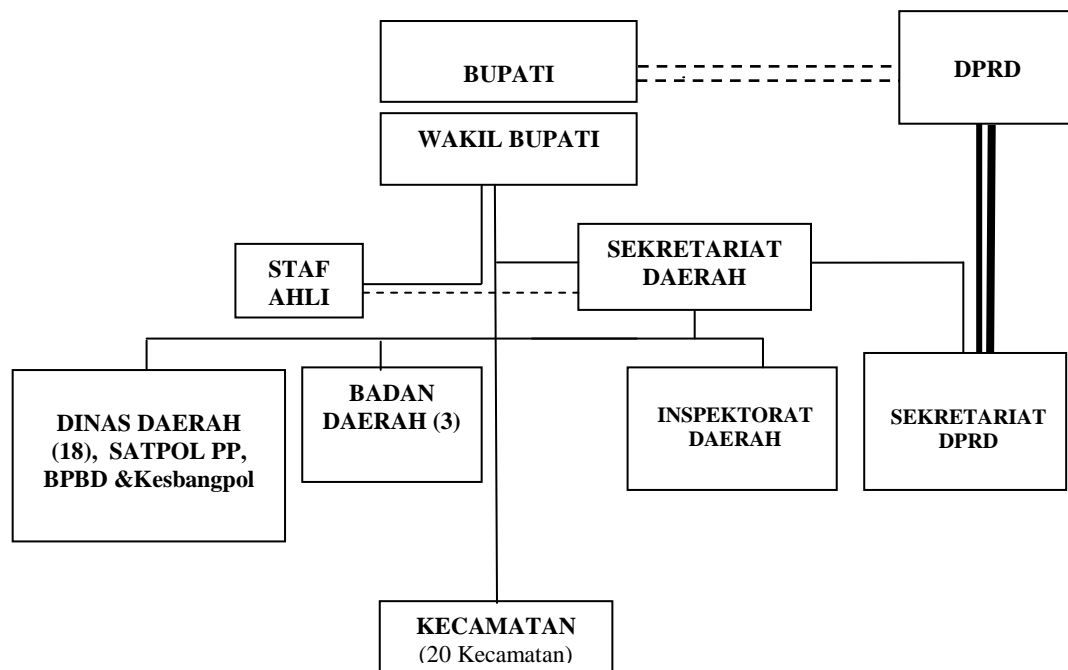 BUPATI
DPRD
WAKIL BUPATI
STAF
AHLI
SEKRETARIAT
DAERAH
DINAS DAERAH
(18), SATPOL PP,
BPBD &Kesbangpol
BADAN
DAERAH (3)
INSPEKTORAT
DAERAH
SEKRETARIAT
DPRD
KECAMATAN
(20 Kecamatan)